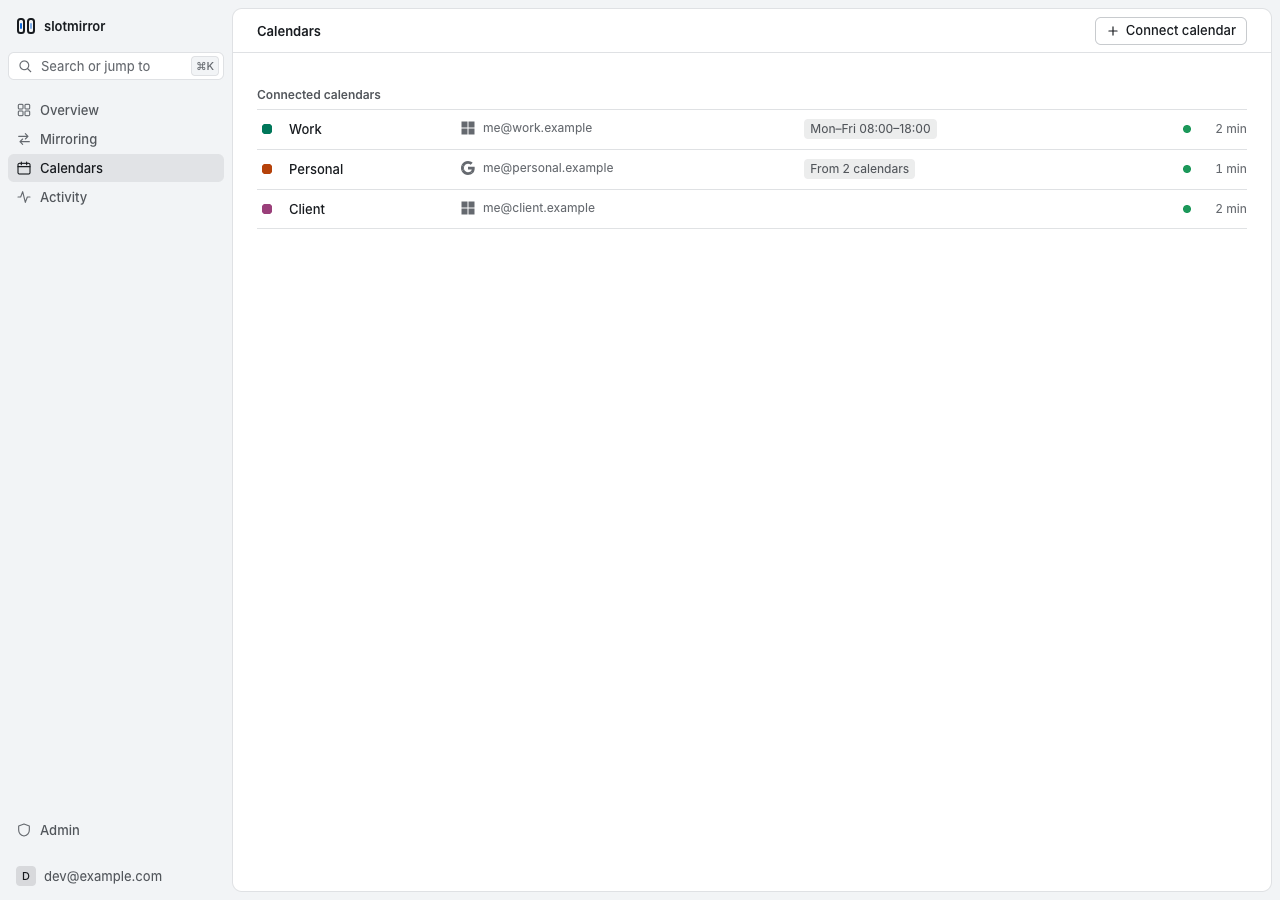 slotmirror
Search or jump to ⌘K
Overview
Mirroring
Calendars
Activity
Admin
D dev@example.com
Calendars
Connect calendar
Connected calendars
Work me@work.example Mon–Fri 08:00–18:00 2 min
Personal me@personal.example From 2 calendars 1 min
Client me@client.example 2 min